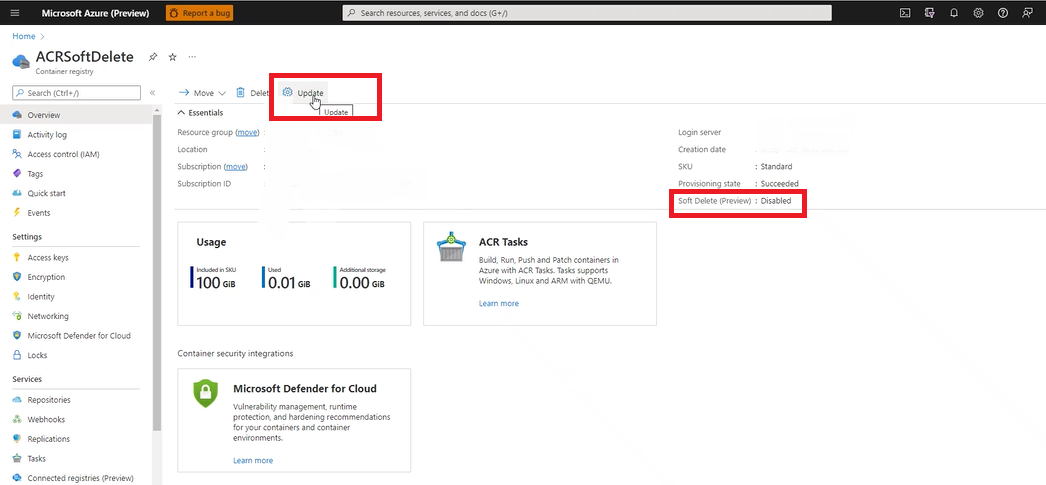 Microsoft Azure (Preview)
Report a bug
Search resources, services, and docs (G+/)
Home >
ACRSoftDelete
Container registry
Search (Ctrl+/)
Overview
Activity log
Access control (IAM)
Tags
Quick start
Events
Settings
Access keys
Encryption
Identity
Networking
Microsoft Defender for Cloud
Locks
Services
Repositories
Webhooks
Replications
Tasks
Connected registries (Preview)
Move
Delet
Update
Update
Essentials
Resource group (move) :
Location :
Subscription (move) :
Subscription ID :
Login server
Creation date :
SKU : Standard
Provisioning state : Succeeded
Soft Delete (Preview) : Disabled
Usage
Included in SKU
100 GiB
Used
0.01 GiB
Additional storage
0.00 GiB
ACR Tasks
Build, Run, Push and Patch containers in
Azure with ACR Tasks. Tasks supports
Windows, Linux and ARM with QEMU.
Learn more
Container security integrations
Microsoft Defender for Cloud
Vulnerability management, runtime
protection, and hardening recommendations
for your containers and container
environments.
Learn more